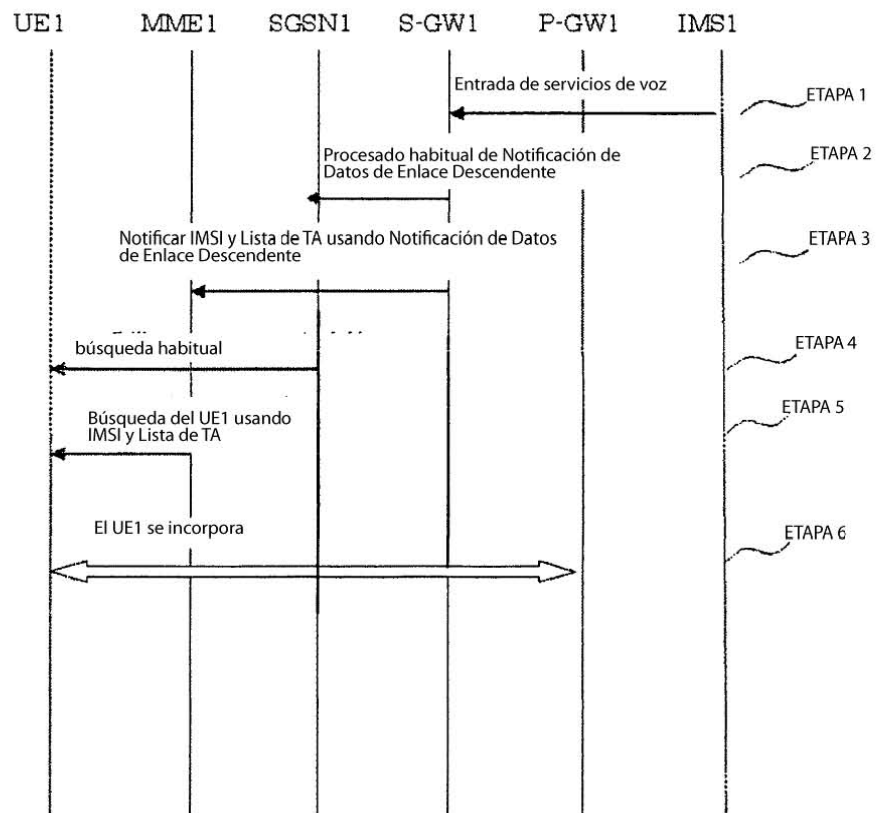 UE1 MME1 SGSN1 S-GW1 P-GW1 IMS1
Entrada de servicios de voz
ETAPA 1
Procesado habitual de Notificación de
Datos de Enlace Descendente
ETAPA 2
Notificar IMSI y Lista de TA usando Notificación de Datos
de Enlace Descendente
ETAPA 3
búsqueda habitual
ETAPA 4
Búsqueda del UE1 usando
IMSI y Lista de TA
ETAPA 5
El UE1 se incorpora
ETAPA 6